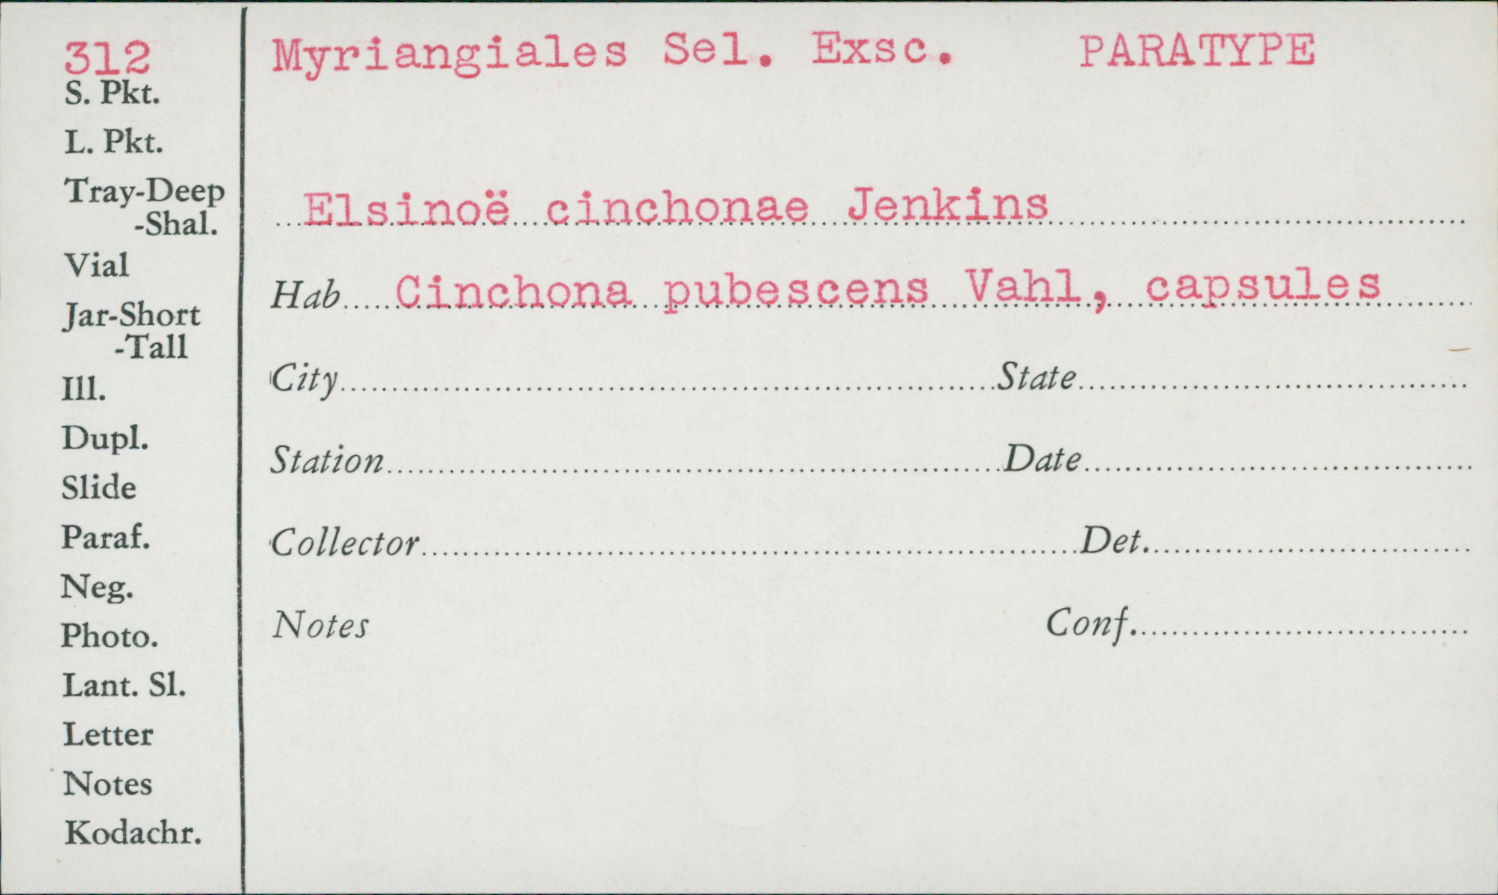 312
S. Pkt.
L. Pkt.
Tray-Deep
-Shal.
Vial
Jar-Short
-Tall
Ill.
Dupl.
Slide
Paraf.
Neg.
Photo.
Lant. Sl.
Letter
Notes
Kodachr.
Myriangiales Sel. Exsc. PARATYPE
Elsinoë cinchonae Jenkins
Hab Cinchona pubescens Vahl, capsules
City State
Station Date
Collector Det.
Notes Conf.